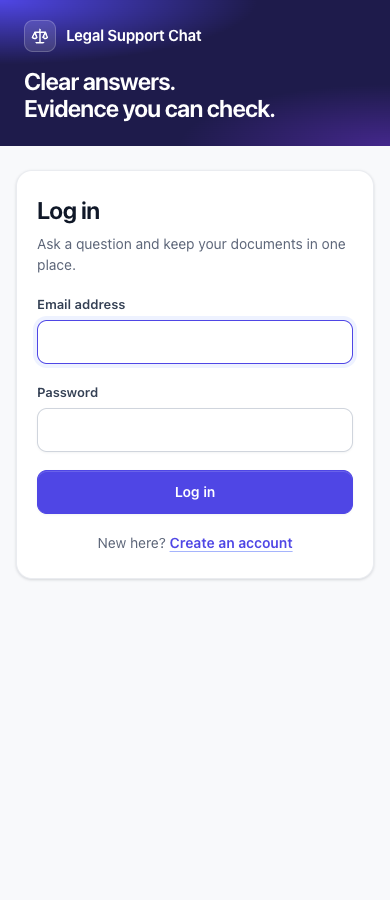 Legal Support Chat
Clear answers.
Evidence you can check.
Log in
Ask a question and keep your documents in one
place.
Email address
Password
Log in
New here? Create an account